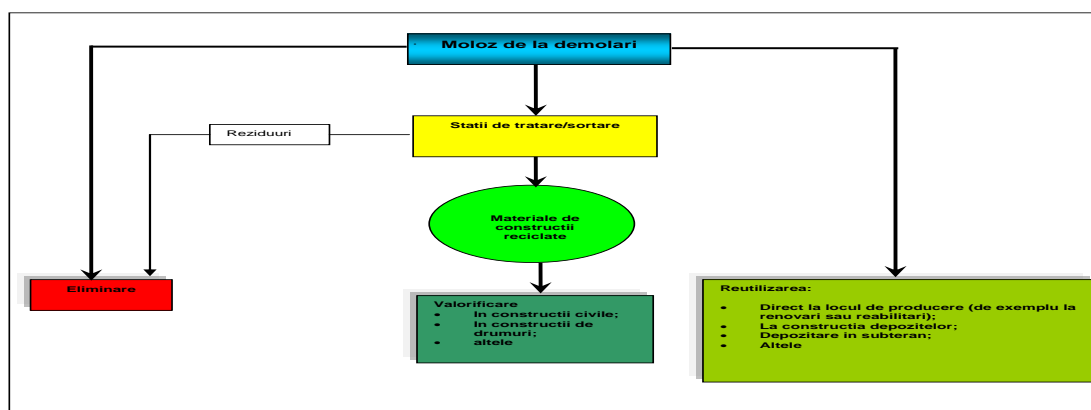 Moloz de la demolari
Statii de tratare/sortare
Reziduuri
Materiale de
constructii
reciclate
Eliminare
Valorificare
• In constructii civile;
• In constructii de
drumuri;
• altele
Reutilizarea:
• Direct la locul de producere (de exemplu la
renovari sau reabilitari);
• La constructia depozitelor;
• Depozitare in subteran;
• Altele